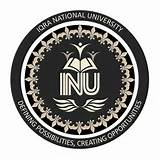 IQRA NATIONAL UNIVERSITY
INU
DEFINING POSSIBILITIES, CREATING OPPORTUNITIES